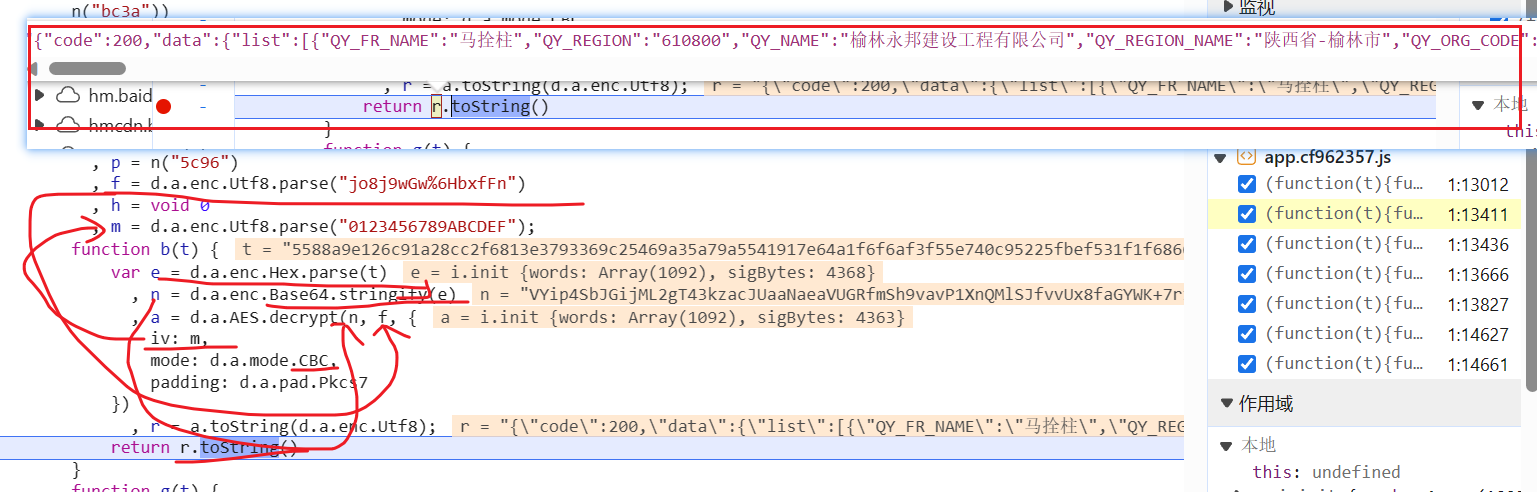 n("bc3a"))
监视
{"code":200,"data":{"list":[{"QY_FR_NAME":"马拴柱","QY_REGION":"610800","QY_NAME":"榆林永邦建设工程有限公司","QY_REGION_NAME":"陕西省-榆林市","QY_ORG_CODE":
, r = a.toString(d.a.enc.Utf8); r = "{\"code\":200,\"data\":{\"list\":[{\"QY_FR_NAME\":\"马拴柱\",\"QY_REG
hm.baid
- return r.toString()
本地
hmcdn.b
}
this
function g(t) {
, p = n("5c96")
app.cf962357.js
, f = d.a.enc.Utf8.parse("jo8j9wGw%6HbxfFn")
(function(t){fu… 1:13012
, h = void 0
(function(t){fu… 1:13411
, m = d.a.enc.Utf8.parse("0123456789ABCDEF");
(function(t){fu… 1:13436
function b(t) { t = "5588a9e126c91a28cc2f6813e3793369c25469a35a79a5541917e64a1f6f6af3f55e740c95225fbef531f1f686
var e = d.a.enc.Hex.parse(t) e = i.init {words: Array(1092), sigBytes: 4368}
(function(t){fu… 1:13666
, n = d.a.enc.Base64.stringify(e) n = "VYip4SbJGijML2gT43kzacJUaaNaeaVUGRfmSh9vavP1XnQMlSJfvvUx8faGYWK+7r
(function(t){fu… 1:13827
, a = d.a.AES.decrypt(n, f, { a = i.init {words: Array(1092), sigBytes: 4363}
(function(t){fu… 1:14627
iv: m,
mode: d.a.mode.CBC,
(function(t){fu… 1:14661
padding: d.a.pad.Pkcs7
})
作用域
, r = a.toString(d.a.enc.Utf8); r = "{\"code\":200,\"data\":{\"list\":[{\"QY_FR_NAME\":\"马拴柱\",\"QY_REG
return r.toString()
本地
}
this: undefined
function g(t) {